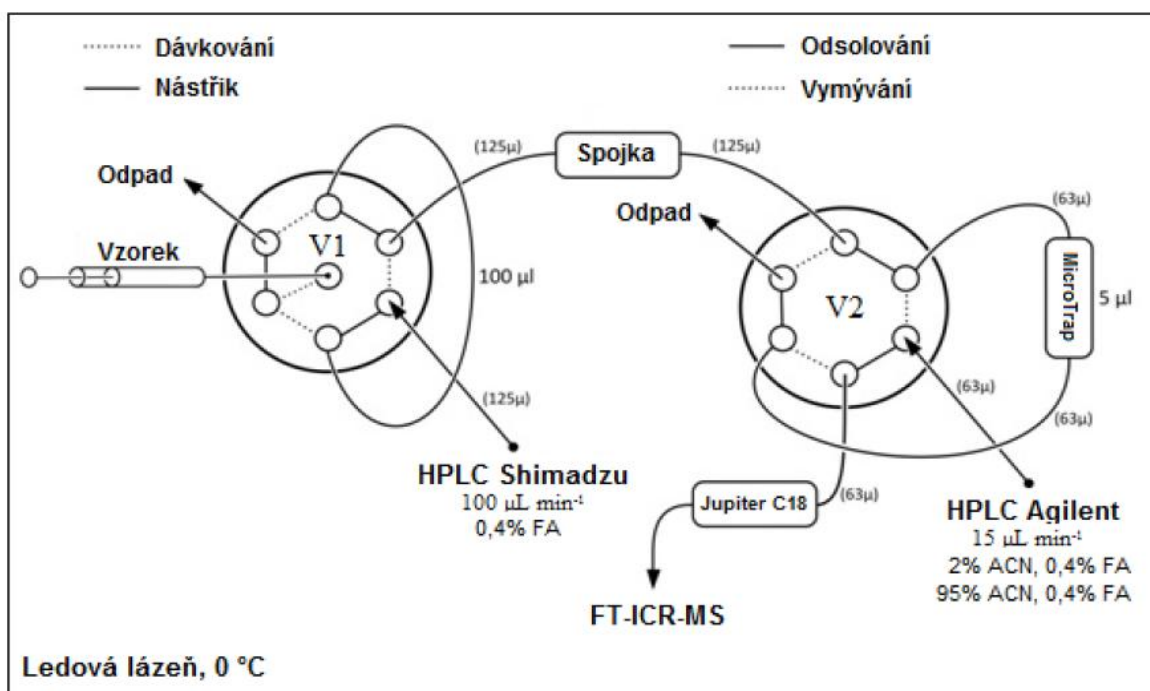 Dávkování
Nástřik
Odsolování
Vymývání
(125µ)
Spojka
(125µ)
Odpad
V1
Vzorek
100 µl
(125µ)
HPLC Shimadzu
100 µL min⁻¹
0,4% FA
Odpad
V2
(63µ)
MicroTrap
5 µl
(63µ)
(63µ)
(63µ)
Jupiter C18
FT-ICR-MS
HPLC Agilent
15 µL min⁻¹
2% ACN, 0,4% FA
95% ACN, 0,4% FA
Ledová lázeň, 0 °C